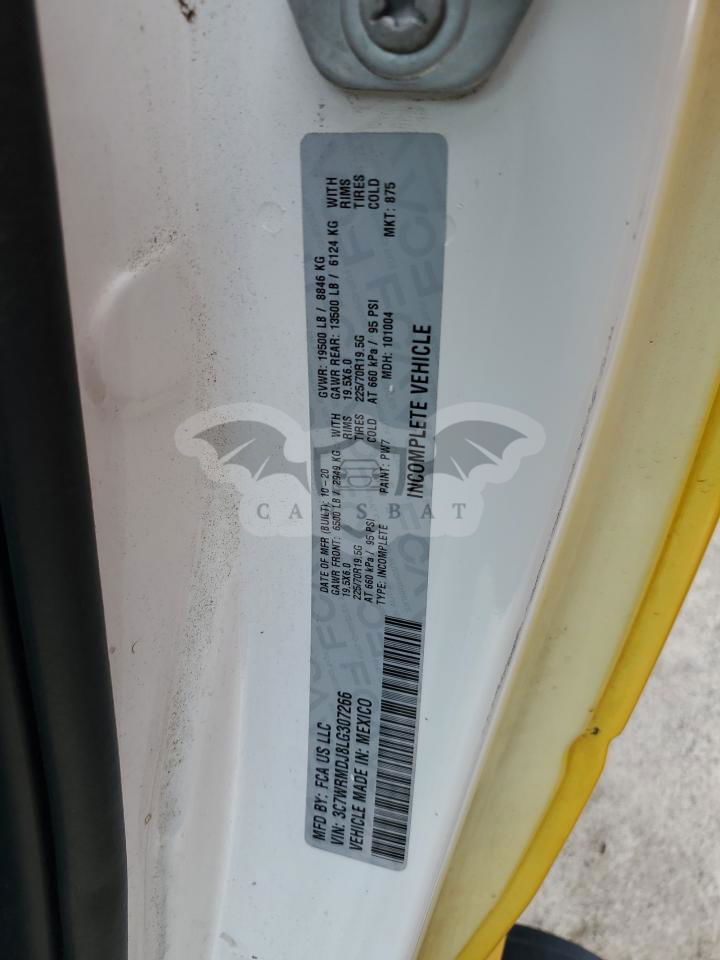 MFD BY: FCA US LLC
VIN: 3C7WRMDJ8LG307266
VEHICLE MADE IN: MEXICO
DATE OF MFR (BUILT): 10-20 GVWR: 19500 LB / 8846 KG
GAWR FRONT: 6500 LB / 2949 KG WITH GAWR REAR: 13500 LB / 6124 KG WITH
19.5X6.0 RIMS 19.5X6.0 RIMS
225/70R19.5G TIRES 225/70R19.5G TIRES
AT 660 kPa / 95 PSI COLD AT 660 kPa / 95 PSI COLD
TYPE: INCOMPLETE PAINT: PW7 MDH: 101004 MKT: 875
INCOMPLETE VEHICLE
CARSBAT